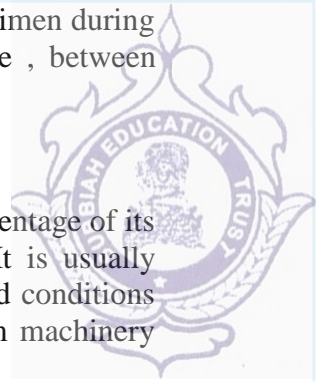 imen during
e , between
EDUCATION
TRUST
entage of its
It is usually
d conditions
n machinery